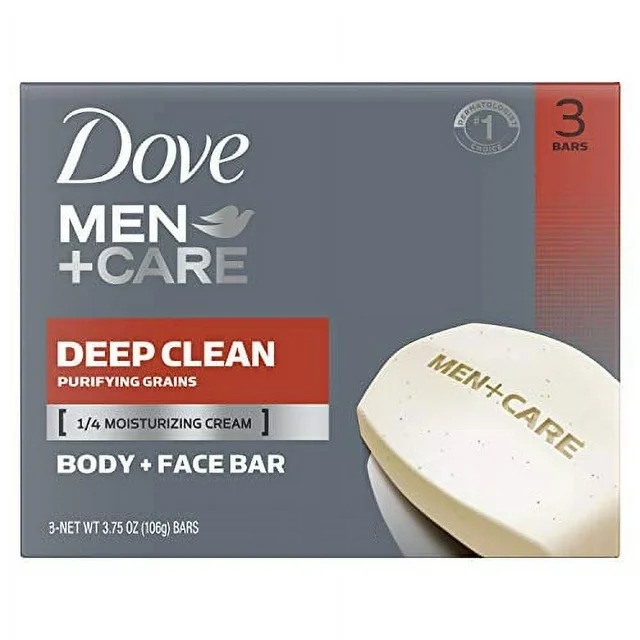 Dove
MEN
+CARE
DERMATOLOGIST
#1
CHOICE
3
BARS
DEEP CLEAN
PURIFYING GRAINS
[ 1/4 MOISTURIZING CREAM ]
BODY + FACE BAR
MEN+CARE
3-NET WT 3.75 OZ (106g) BARS